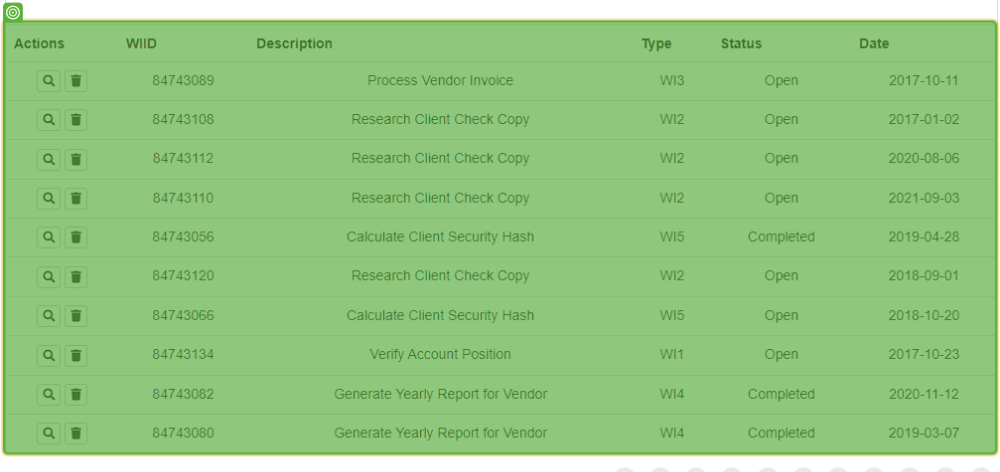 Actions WIID Description Type Status Date
84743089 Process Vendor Invoice WI3 Open 2017-10-11
84743108 Research Client Check Copy WI2 Open 2017-01-02
84743112 Research Client Check Copy WI2 Open 2020-08-06
84743110 Research Client Check Copy WI2 Open 2021-09-03
84743056 Calculate Client Security Hash WI5 Completed 2019-04-28
84743120 Research Client Check Copy WI2 Open 2018-09-01
84743066 Calculate Client Security Hash WI5 Open 2018-10-20
84743134 Verify Account Position WI1 Open 2017-10-23
84743082 Generate Yearly Report for Vendor WI4 Completed 2020-11-12
84743080 Generate Yearly Report for Vendor WI4 Completed 2019-03-07